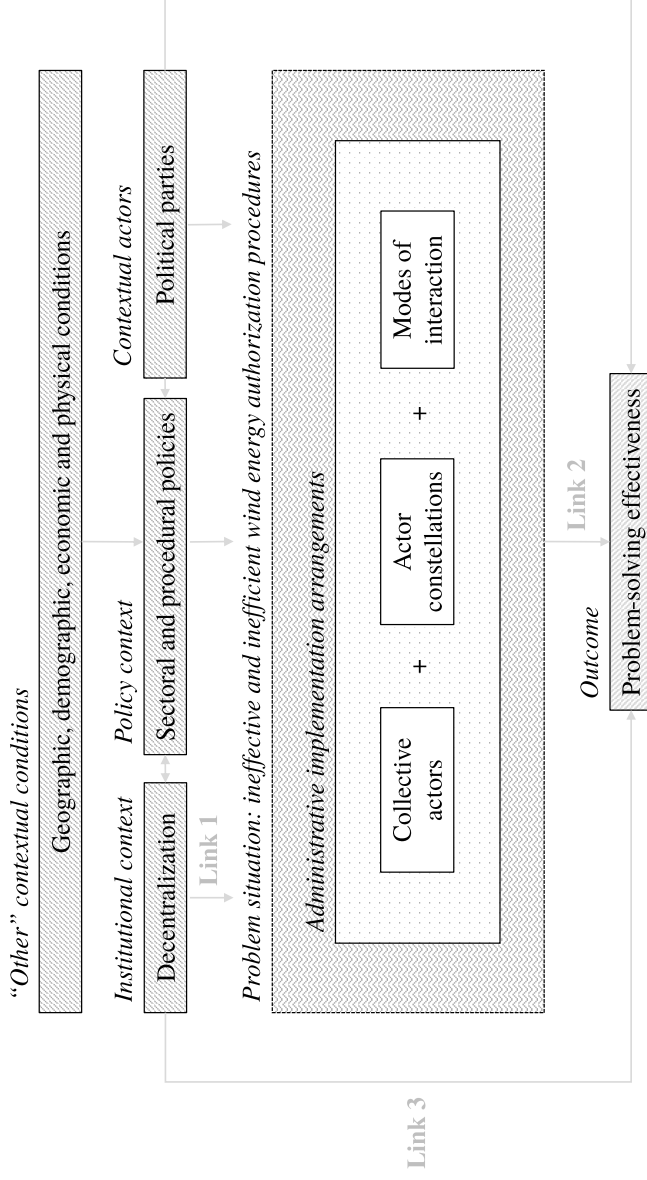 “Other” contextual conditions
Geographic, demographic, economic and physical conditions
Institutional context
Policy context
Contextual actors
Decentralization
Sectoral and procedural policies
Political parties
Link 1
Problem situation: ineffective and inefficient wind energy authorization procedures
Administrative implementation arrangements
Collective
actors
+
Actor
constellations
+
Modes of
interaction
Link 3
Link 2
Outcome
Problem-solving effectiveness